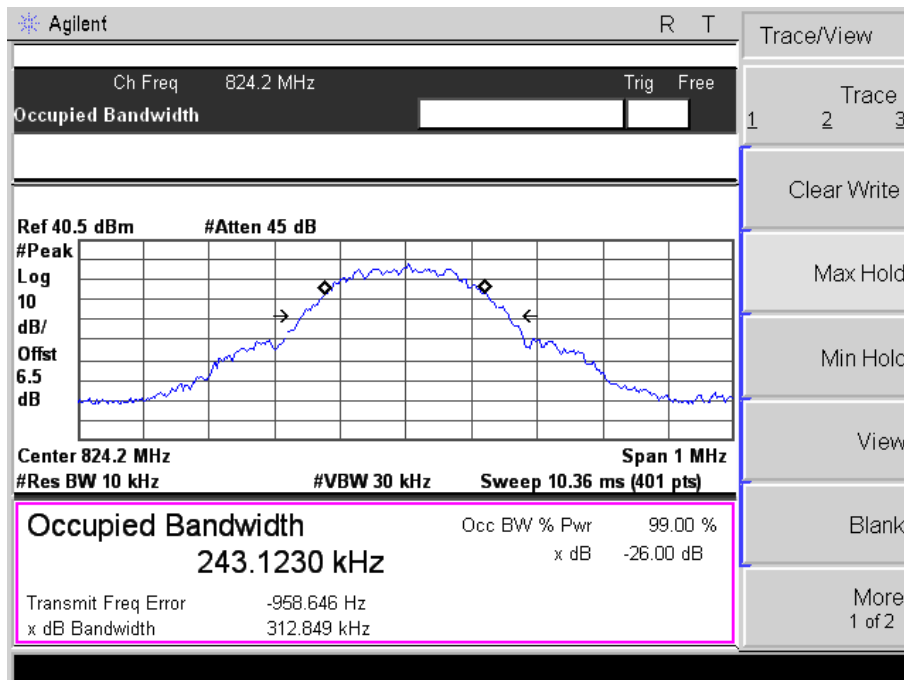 Agilent
R T
Ch Freq 824.2 MHz Trig Free
Occupied Bandwidth
Ref 40.5 dBm #Atten 45 dB
#Peak
Log
10
dB/
Offst
6.5
dB
Center 824.2 MHz Span 1 MHz
#Res BW 10 kHz #VBW 30 kHz Sweep 10.36 ms (401 pts)
Occupied Bandwidth
243.1230 kHz
Occ BW % Pwr 99.00 %
x dB -26.00 dB
Transmit Freq Error -958.646 Hz
x dB Bandwidth 312.849 kHz
Trace/View
Trace
1 2 3
Clear Write
Max Hold
Min Hold
View
Blank
More
1 of 2